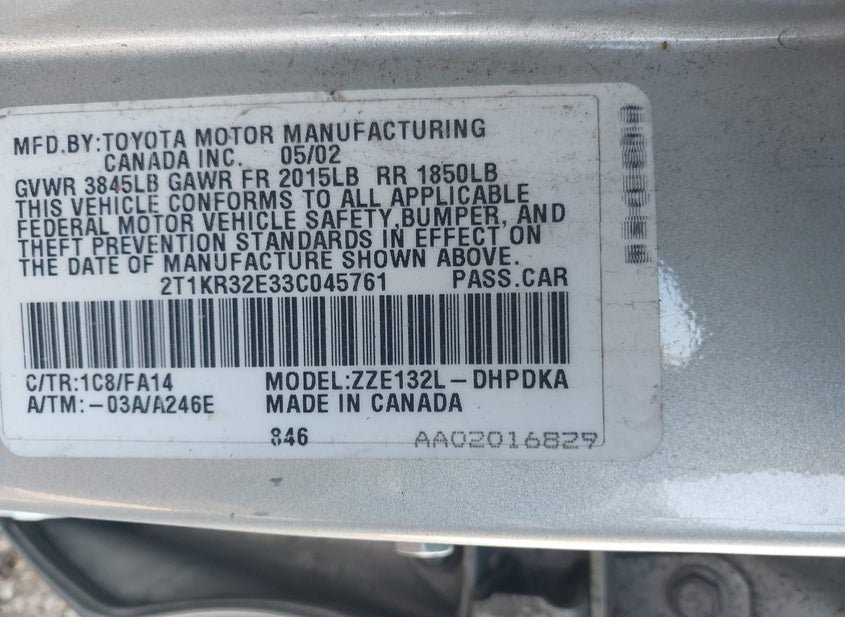 MFD.BY:TOYOTA MOTOR MANUFACTURING
CANADA INC. 05/02
GVWR 3845LB GAWR FR 2015LB RR 1850LB
THIS VEHICLE CONFORMS TO ALL APPLICABLE
FEDERAL MOTOR VEHICLE SAFETY,BUMPER, AND
THEFT PREVENTION STANDARDS IN EFFECT ON
THE DATE OF MANUFACTURE SHOWN ABOVE.
2T1KR32E33C045761 PASS.CAR
C/TR:1C8/FA14 MODEL:ZZE132L-DHPDKA
A/TM:-03A/A246E MADE IN CANADA
846 AA02016829